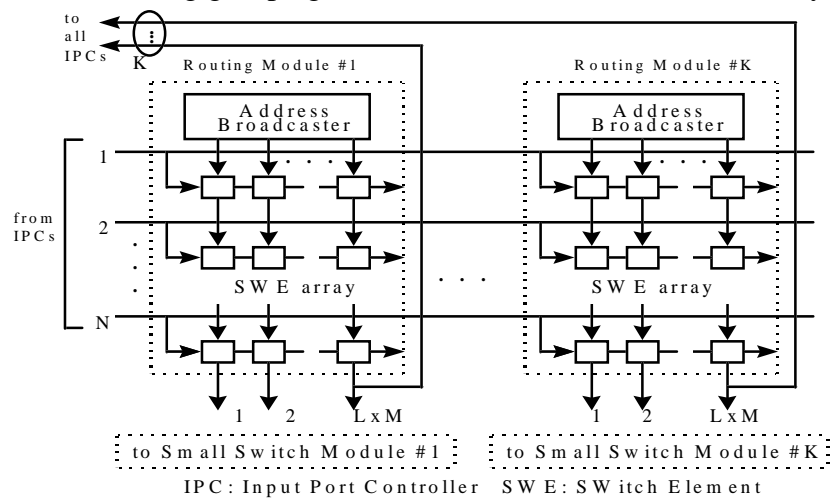 to
all
IPCs
K
Routing Module #1
Routing Module #K
Address
Broadcaster
Address
Broadcaster
1
2
N
from
IPCs
SWE array
SWE array
1 2 LxM
1 2 LxM
to Small Switch Module #1
to Small Switch Module #K
IPC: Input Port Controller SWE: SWitch Element